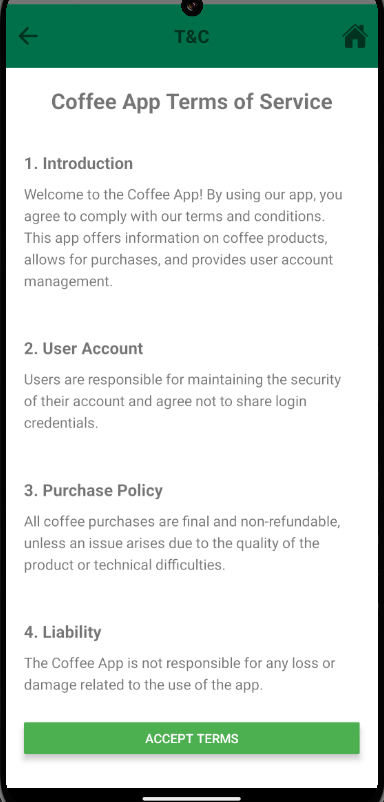 T&C
Coffee App Terms of Service
1. Introduction
Welcome to the Coffee App! By using our app, you
agree to comply with our terms and conditions.
This app offers information on coffee products,
allows for purchases, and provides user account
management.
2. User Account
Users are responsible for maintaining the security
of their account and agree not to share login
credentials.
3. Purchase Policy
All coffee purchases are final and non-refundable,
unless an issue arises due to the quality of the
product or technical difficulties.
4. Liability
The Coffee App is not responsible for any loss or
damage related to the use of the app.
ACCEPT TERMS